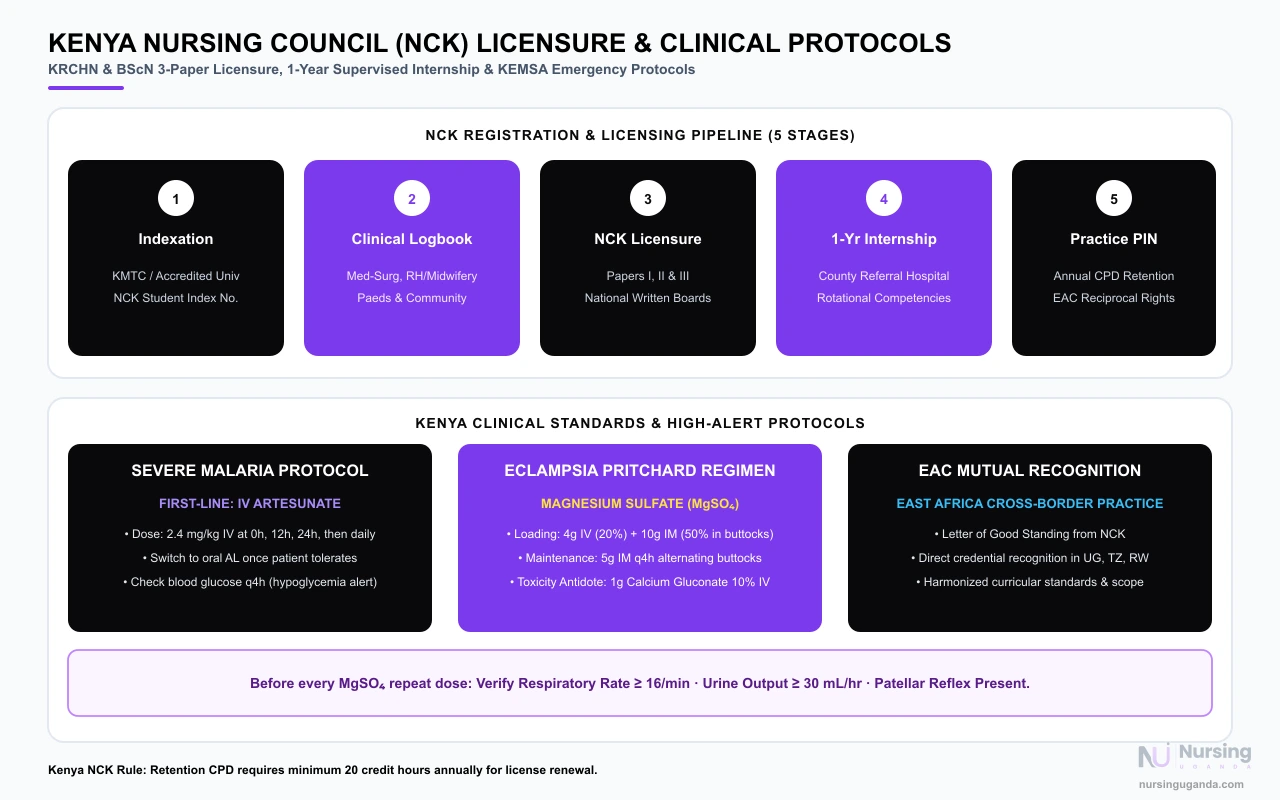 KENYA NURSING COUNCIL (NCK) LICENSURE & CLINICAL PROTOCOLS
KRCHN & BScN 3-Paper Licensure, 1-Year Supervised Internship & KEMSA Emergency Protocols
NCK REGISTRATION & LICENSING PIPELINE (5 STAGES)
1
Indexation
KMTC / Accredited Univ
NCK Student Index No.
2
Clinical Logbook
Med-Surg, RH/Midwifery
Paeds & Community
3
NCK Licensure
Papers I, II & III
National Written Boards
4
1-Yr Internship
County Referral Hospital
Rotational Competencies
5
Practice PIN
Annual CPD Retention
EAC Reciprocal Rights
KENYA CLINICAL STANDARDS & HIGH-ALERT PROTOCOLS
SEVERE MALARIA PROTOCOL
FIRST-LINE: IV ARTESUNATE
• Dose: 2.4 mg/kg IV at 0h, 12h, 24h, then daily
• Switch to oral AL once patient tolerates
• Check blood glucose q4h (hypoglycemia alert)
ECLAMPSIA PRITCHARD REGIMEN
MAGNESIUM SULFATE (MgSO₄)
• Loading: 4g IV (20%) + 10g IM (50% in buttocks)
• Maintenance: 5g IM q4h alternating buttocks
• Toxicity Antidote: 1g Calcium Gluconate 10% IV
EAC MUTUAL RECOGNITION
EAST AFRICA CROSS-BORDER PRACTICE
• Letter of Good Standing from NCK
• Direct credential recognition in UG, TZ, RW
• Harmonized curricular standards & scope
Before every MgSO₄ repeat dose: Verify Respiratory Rate ≥ 16/min · Urine Output ≥ 30 mL/hr · Patellar Reflex Present.
Kenya NCK Rule: Retention CPD requires minimum 20 credit hours annually for license renewal.
NU Nursing
UGANDA
nursinguganda.com